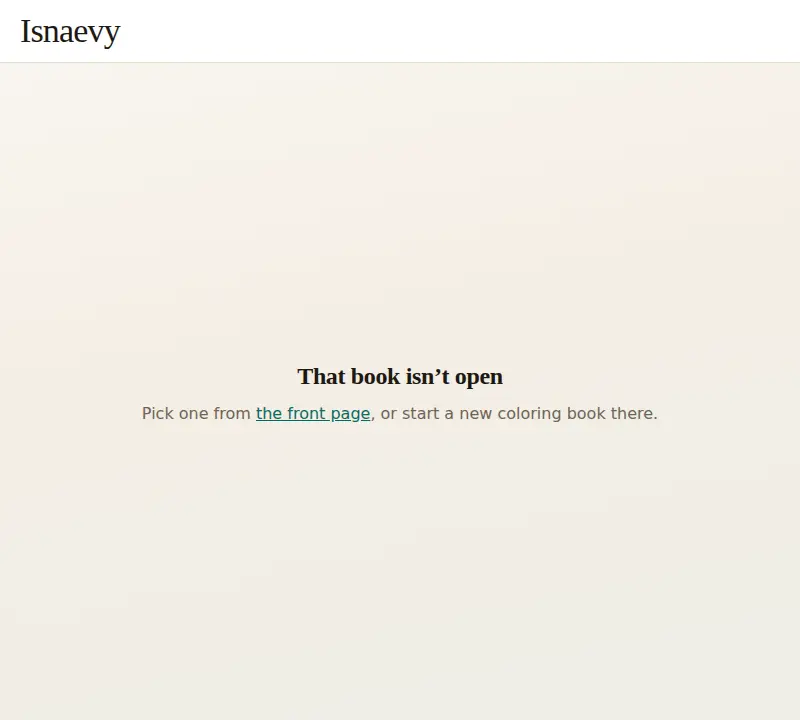 Isnaevy
That book isn’t open
Pick one from the front page, or start a new coloring book there.